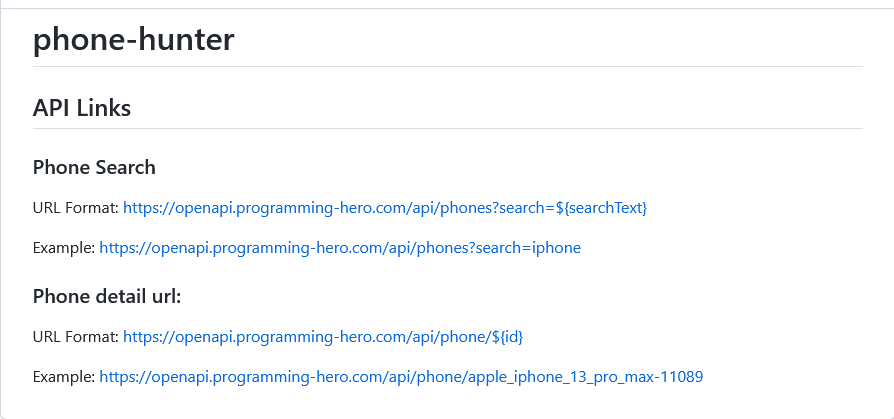 phone-hunter
API Links
Phone Search
URL Format: https://openapi.programming-hero.com/api/phones?search=${searchText}
Example: https://openapi.programming-hero.com/api/phones?search=iphone
Phone detail url:
URL Format: https://openapi.programming-hero.com/api/phone/${id}
Example: https://openapi.programming-hero.com/api/phone/apple_iphone_13_pro_max-11089